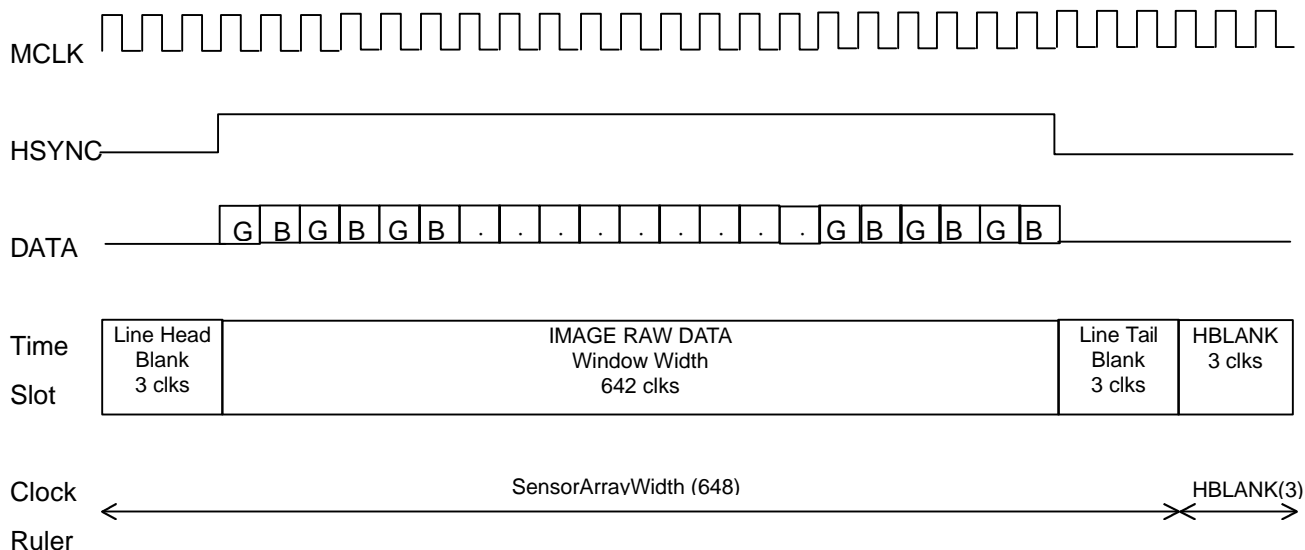 MCLK
HSYNC
DATA
G B G B G B . . . . . . . . . G B G B G B
Time
Slot
Line Head
Blank
3 clks
IMAGE RAW DATA
Window Width
642 clks
Line Tail
Blank
3 clks
HBLANK
3 clks
Clock
Ruler
SensorArrayWidth (648)
HBLANK(3)